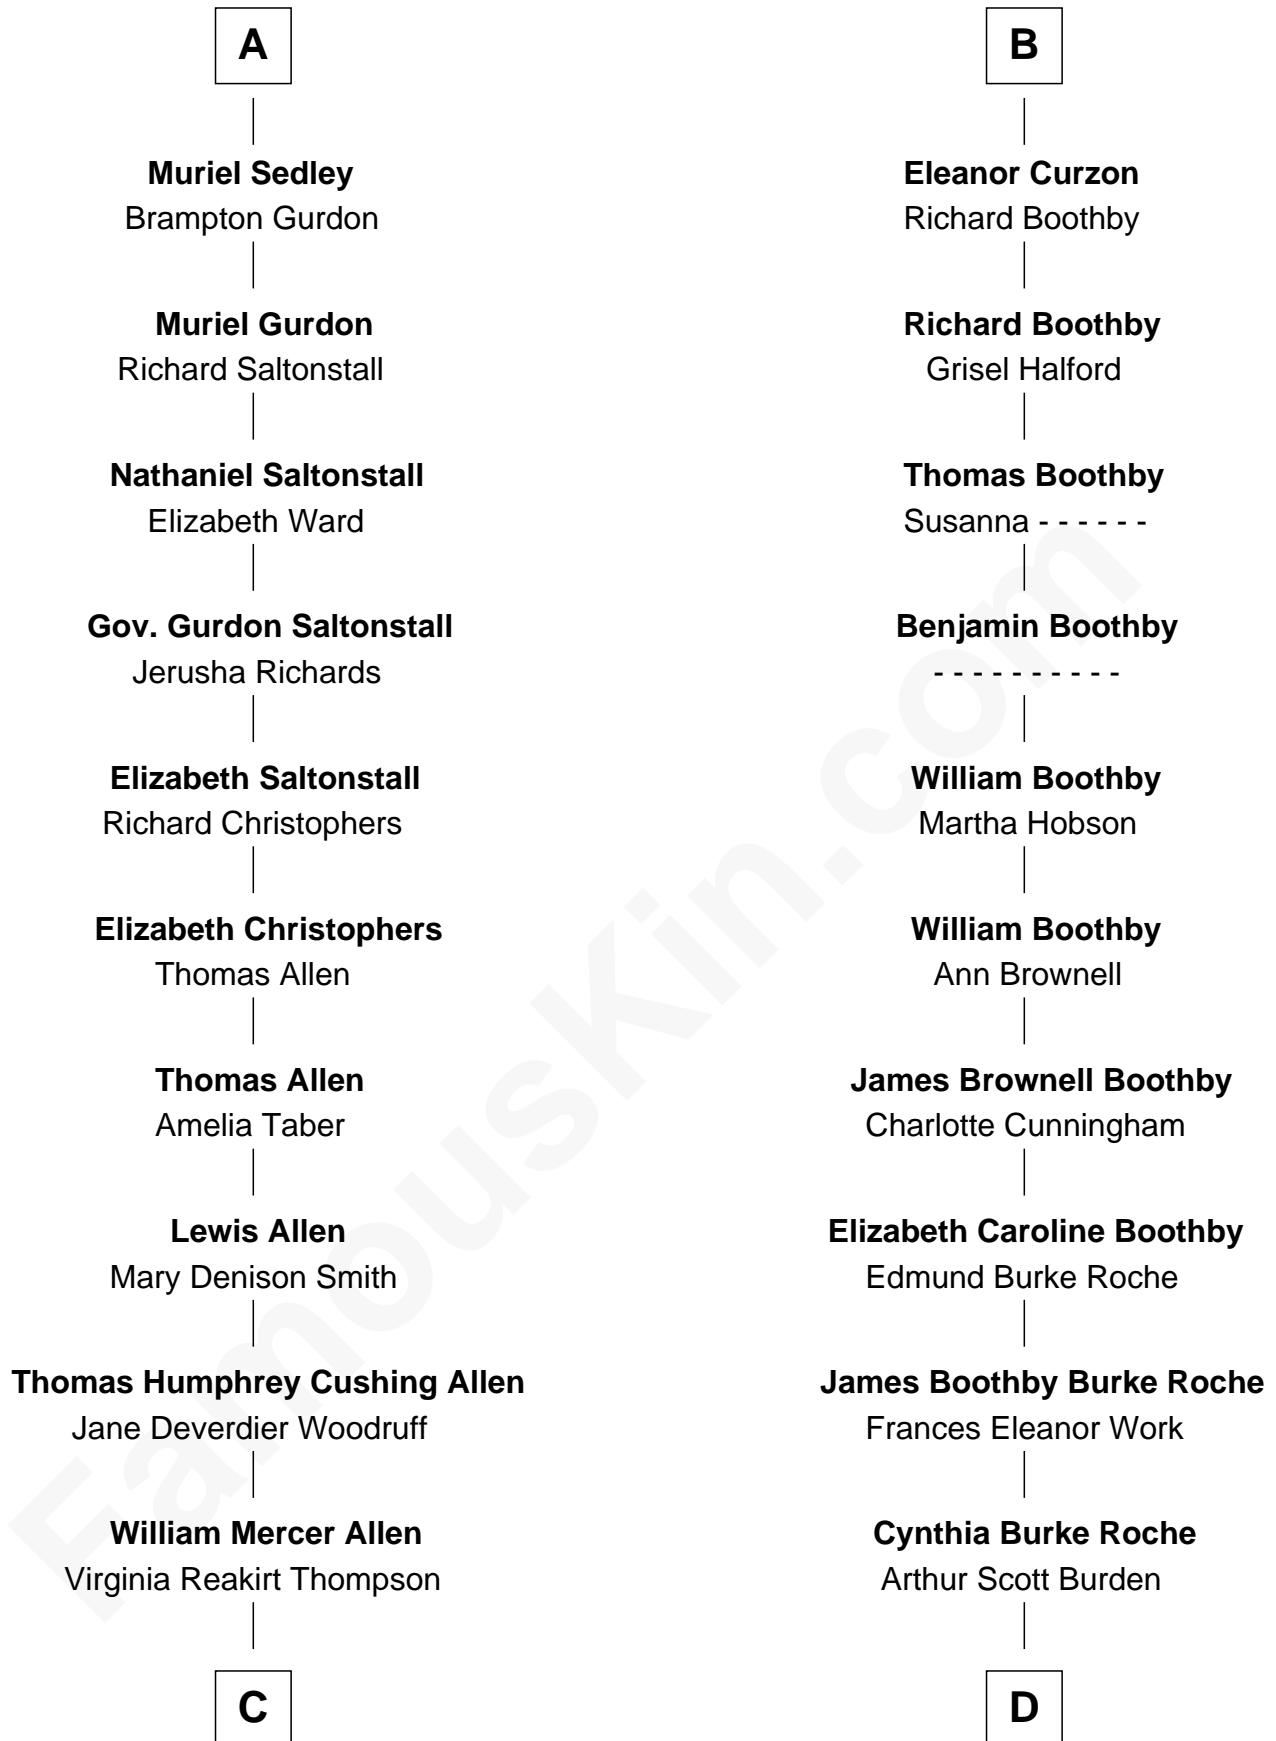 A
Muriel Sedley
Brampton Gurdon
Muriel Gurdon
Richard Saltonstall
Nathaniel Saltonstall
Elizabeth Ward
Gov. Gurdon Saltonstall
Jerusha Richards
Elizabeth Saltonstall
Richard Christophers
Elizabeth Christophers
Thomas Allen
Thomas Allen
Amelia Taber
Lewis Allen
Mary Denison Smith
Thomas Humphrey Cushing Allen
Jane Deverdier Woodruff
William Mercer Allen
Virginia Reakirt Thompson
C
B
Eleanor Curzon
Richard Boothby
Richard Boothby
Grisel Halford
Thomas Boothby
Susanna - - - - - -
Benjamin Boothby
- - - - - - - - - -
William Boothby
Martha Hobson
William Boothby
Ann Brownell
James Brownell Boothby
Charlotte Cunningham
Elizabeth Caroline Boothby
Edmund Burke Roche
James Boothby Burke Roche
Frances Eleanor Work
Cynthia Burke Roche
Arthur Scott Burden
D
FamousKin.com